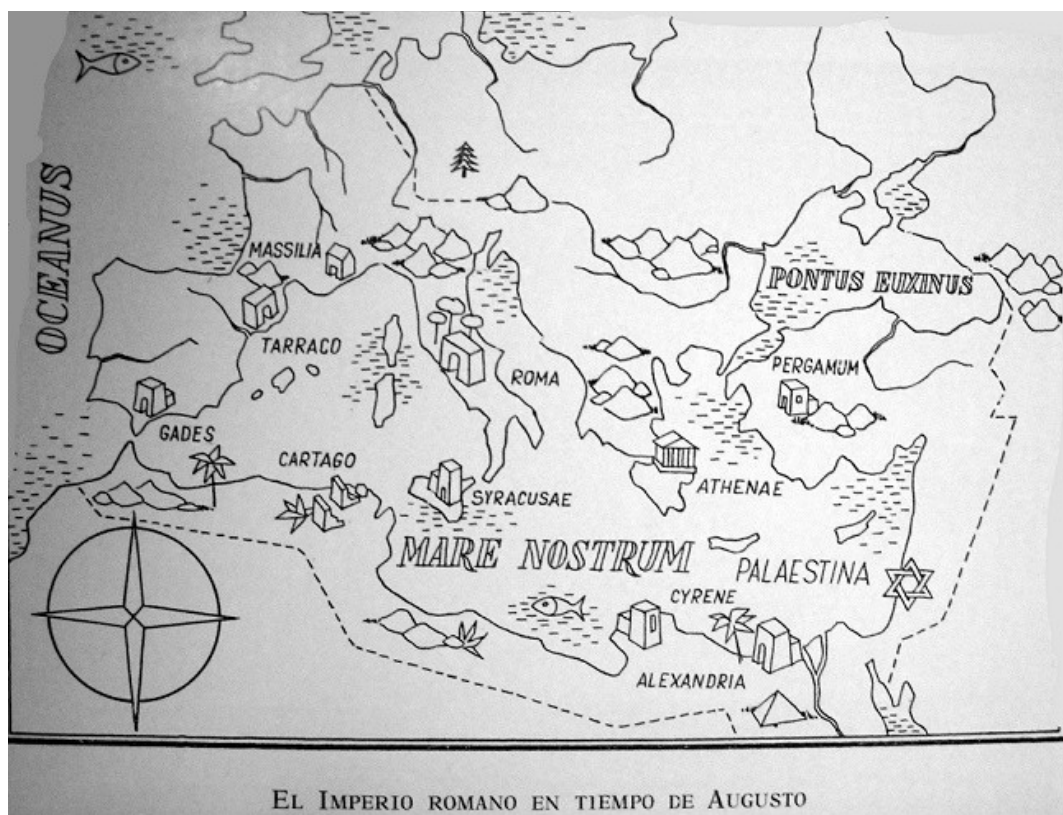 OCEANUS
MASSILIA
PONTUS EUXINUS
TARRACO
ROMA
PERGAMUM
GADES
CARTAGO
SYRACUSAE
ATHENAE
MARE NOSTRUM
PALAESTINA
CYRENE
ALEXANDRIA
EL IMPERIO ROMANO EN TIEMPO DE AUGUSTO